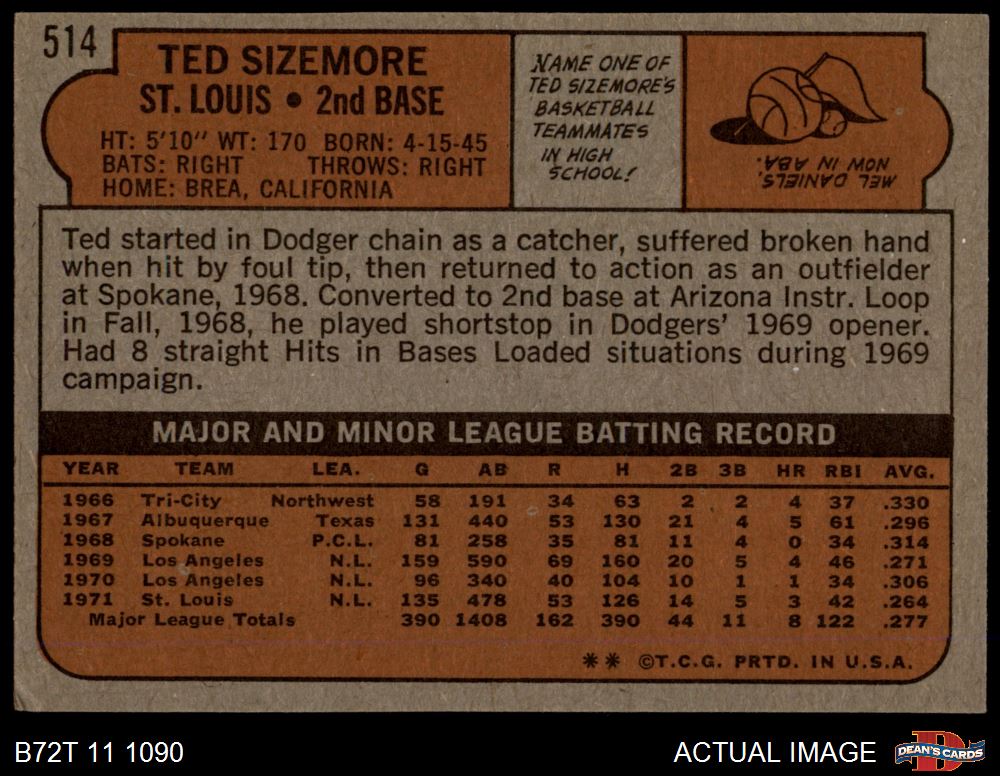 514
TED SIZEMORE
ST. LOUIS • 2nd BASE
HT: 5'10" WT: 170 BORN: 4-15-45
BATS: RIGHT THROWS: RIGHT
HOME: BREA, CALIFORNIA
NAME ONE OF
TED SIZEMORE'S
BASKETBALL
TEAMMATES
IN HIGH
SCHOOL!
MEL DANIELS,
NOW IN ABA.
Ted started in Dodger chain as a catcher, suffered broken hand
when hit by foul tip, then returned to action as an outfielder
at Spokane, 1968. Converted to 2nd base at Arizona Instr. Loop
in Fall, 1968, he played shortstop in Dodgers' 1969 opener.
Had 8 straight Hits in Bases Loaded situations during 1969
campaign.
MAJOR AND MINOR LEAGUE BATTING RECORD
YEAR TEAM LEA. G AB R H 2B 3B HR RBI AVG.
1966 Tri-City Northwest 58 191 34 63 2 2 4 37 .330
1967 Albuquerque Texas 131 440 53 130 21 4 5 61 .296
1968 Spokane P.C.L. 81 258 35 81 11 4 0 34 .314
1969 Los Angeles N.L. 159 590 69 160 20 5 4 46 .271
1970 Los Angeles N.L. 96 340 40 104 10 1 1 34 .306
1971 St. Louis N.L. 135 478 53 126 14 5 3 42 .264
Major League Totals 390 1408 162 390 44 11 8 122 .277
** ©T.C.G. PRTD. IN U.S.A.
B72T 11 1090
ACTUAL IMAGE
D
DEAN'S CARDS